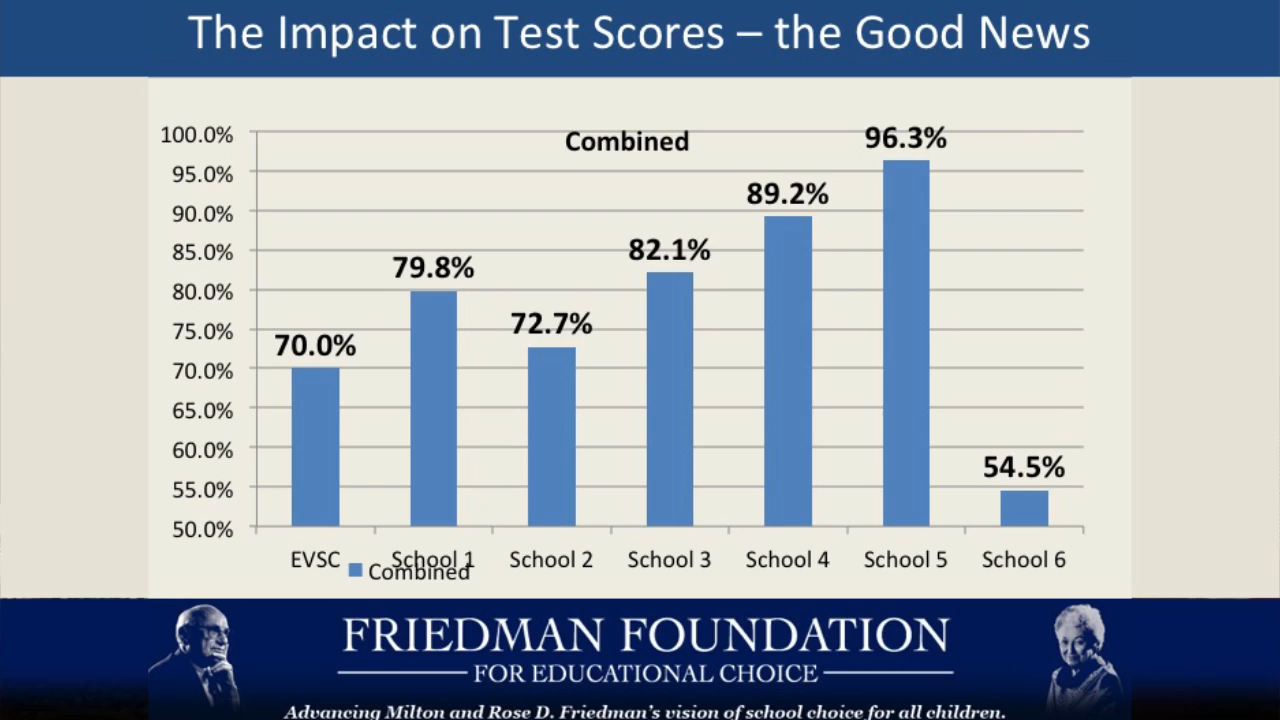 The Impact on Test Scores – the Good News
Combined
100.0%
95.0%
90.0%
85.0%
80.0%
75.0%
70.0%
65.0%
60.0%
55.0%
50.0%
70.0%
79.8%
72.7%
82.1%
89.2%
96.3%
54.5%
EVSC School 1 School 2 School 3 School 4 School 5 School 6
Combined
FRIEDMAN FOUNDATION
FOR EDUCATIONAL CHOICE
Advancing Milton and Rose D. Friedman's vision of school choice for all children.